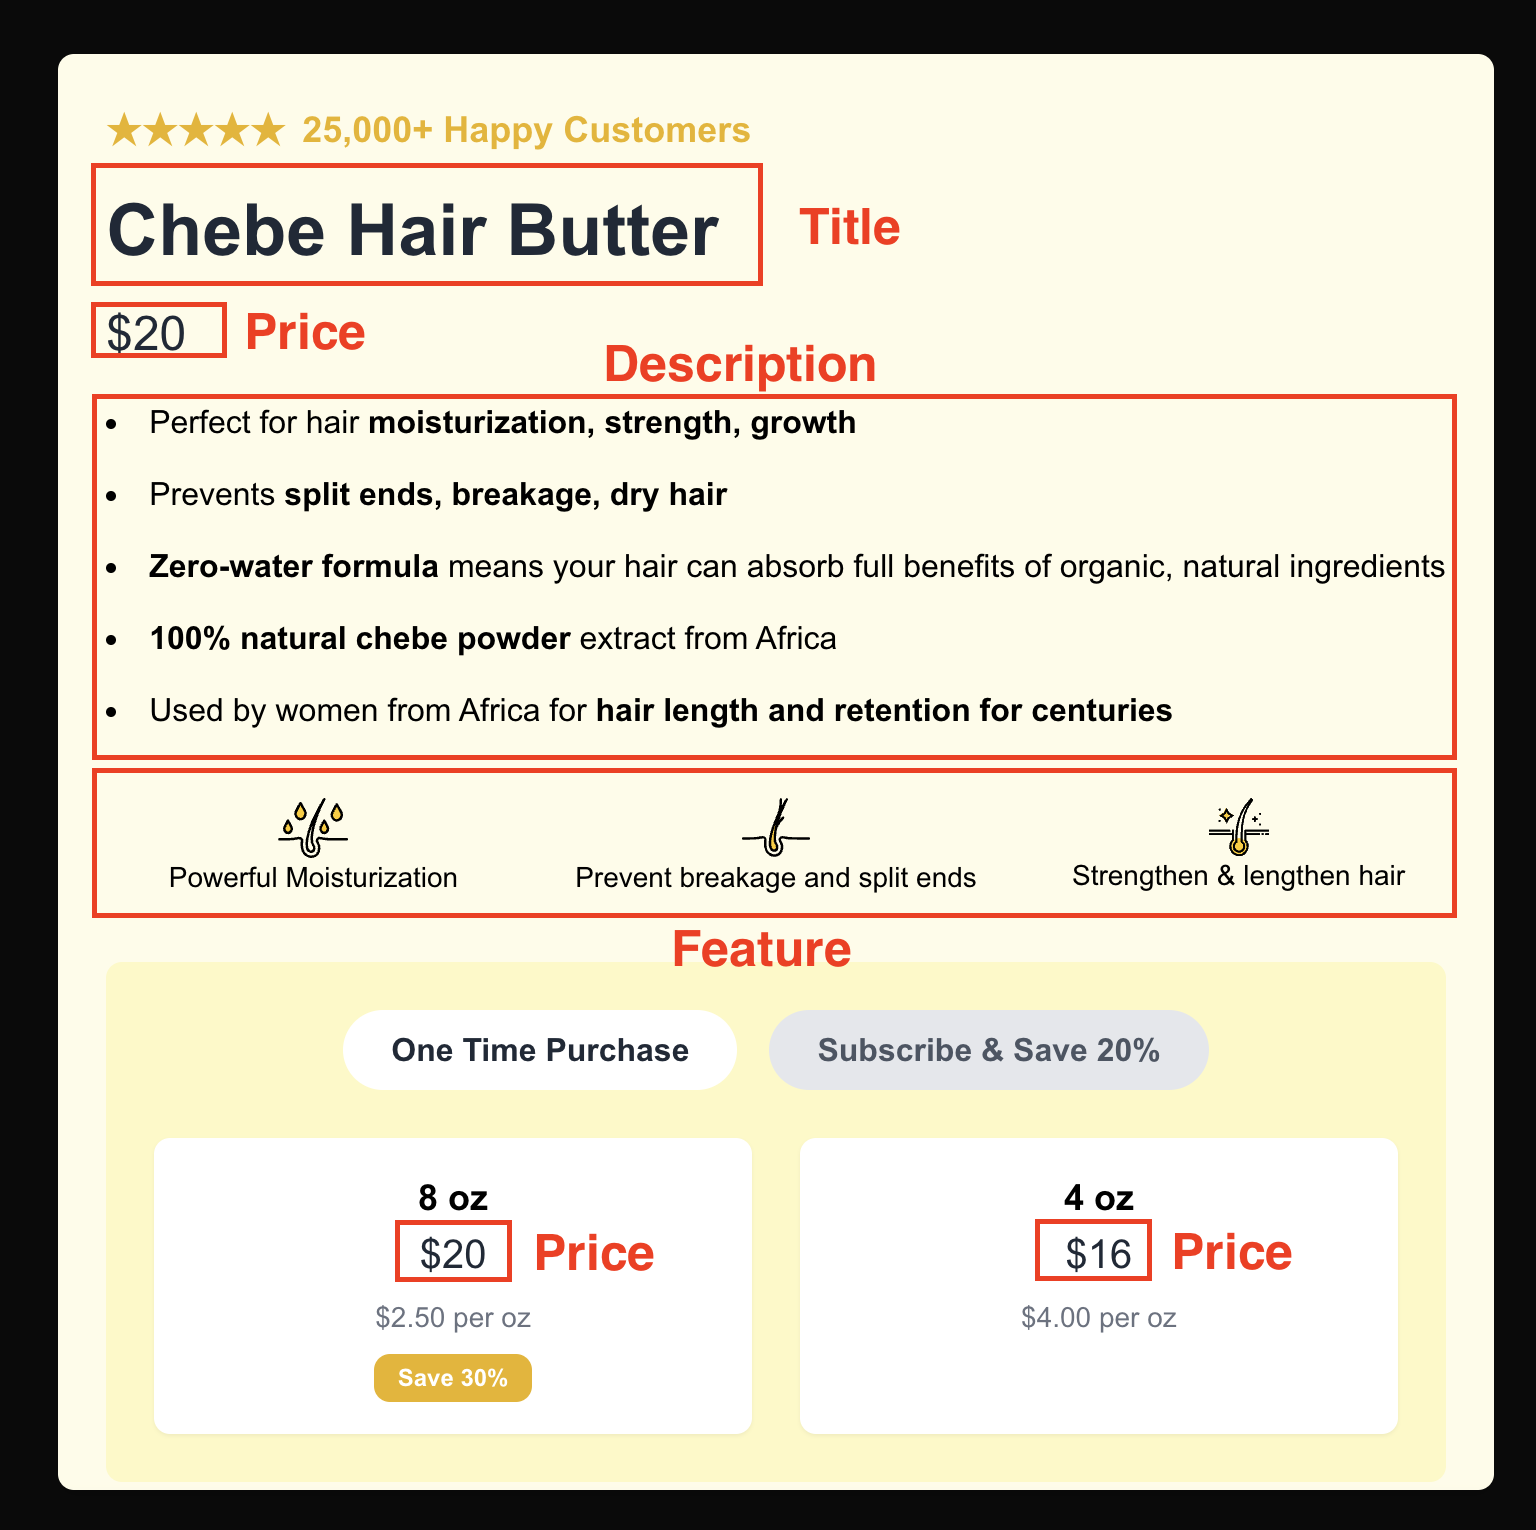 ★★★★★ 25,000+ Happy Customers
Chebe Hair Butter
Title
$20
Price
Description
• Perfect for hair moisturization, strength, growth
• Prevents split ends, breakage, dry hair
• Zero-water formula means your hair can absorb full benefits of organic, natural ingredients
• 100% natural chebe powder extract from Africa
• Used by women from Africa for hair length and retention for centuries
Powerful Moisturization
Prevent breakage and split ends
Strengthen & lengthen hair
Feature
One Time Purchase
Subscribe & Save 20%
8 oz
$20
Price
$2.50 per oz
Save 30%
4 oz
$16
Price
$4.00 per oz